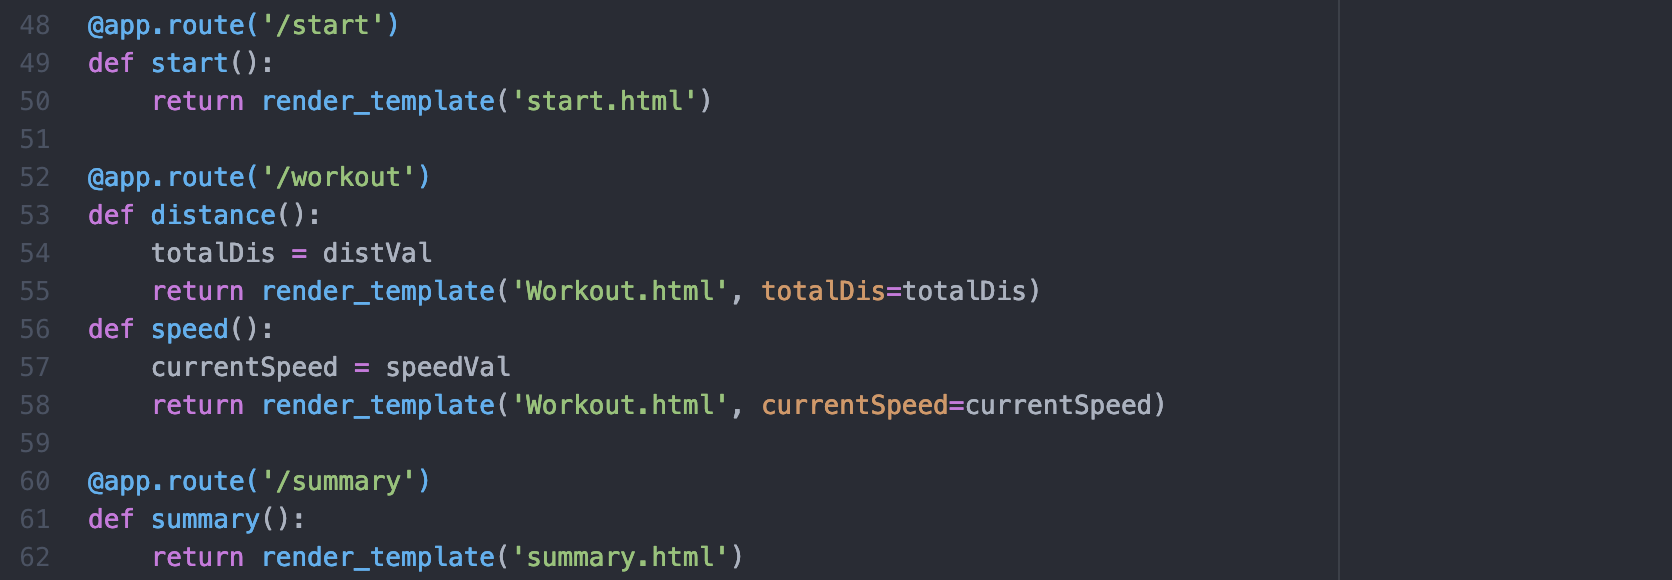 48 @app.route('/start')
49 def start():
50     return render_template('start.html')
51
52 @app.route('/workout')
53 def distance():
54     totalDis = distVal
55     return render_template('Workout.html', totalDis=totalDis)
56 def speed():
57     currentSpeed = speedVal
58     return render_template('Workout.html', currentSpeed=currentSpeed)
59
60 @app.route('/summary')
61 def summary():
62     return render_template('summary.html')